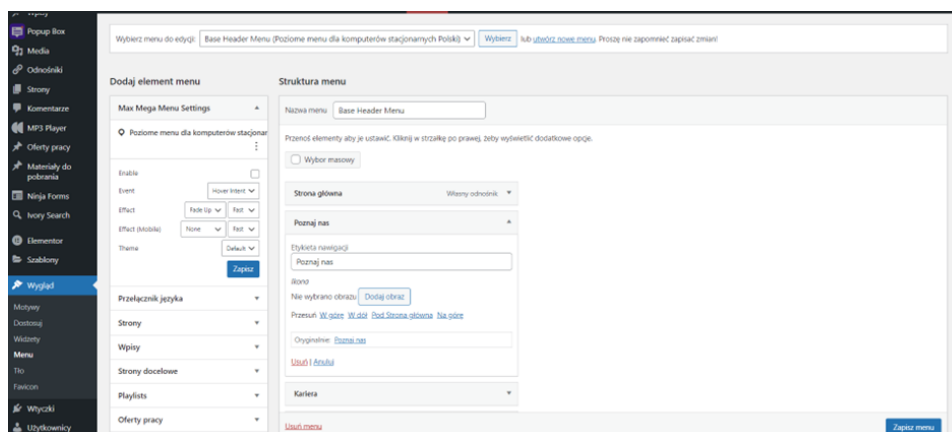 Popup Box
Media
Odnośniki
Strony
Komentarze
MP3 Player
Oferty pracy
Materiały do
pobrania
Ninja Forms
Ivory Search
Elementor
Szablony
Wygląd
Motywy
Dostosuj
Widżety
Menu
Tło
Favicon
Wtyczki
Użytkownicy
Wybierz menu do edycji: Base Header Menu (Poziome menu dla komputerów stacjonarnych Polski) Wybierz lub utwórz nowe menu. Proszę nie zapomnieć zapisać zmian!
Dodaj element menu
Max Mega Menu Settings
Poziome menu dla komputerów stacjonar
Enable
Event Hover Intent
Effect Fade Up Fast
Effect (Mobile) None Fast
Theme Default
Zapisz
Przełącznik języka
Strony
Wpisy
Strony docelowe
Playlists
Oferty pracy
Struktura menu
Nazwa menu Base Header Menu
Przenoś elementy aby je ustawić. Kliknij w strzałkę po prawej, żeby wyświetlić dodatkowe opcje.
Wybor masowy
Strona główna Własny odnośnik
Poznaj nas
Etykieta nawigacji
Poznaj nas
Ikona
Nie wybrano obrazu Dodaj obraz
Przesuń W górę W dół Pod Strona główna Na górę
Oryginalnie: Poznaj nas
Usuń | Anuluj
Kariera
Usuń menu
Zapisz menu